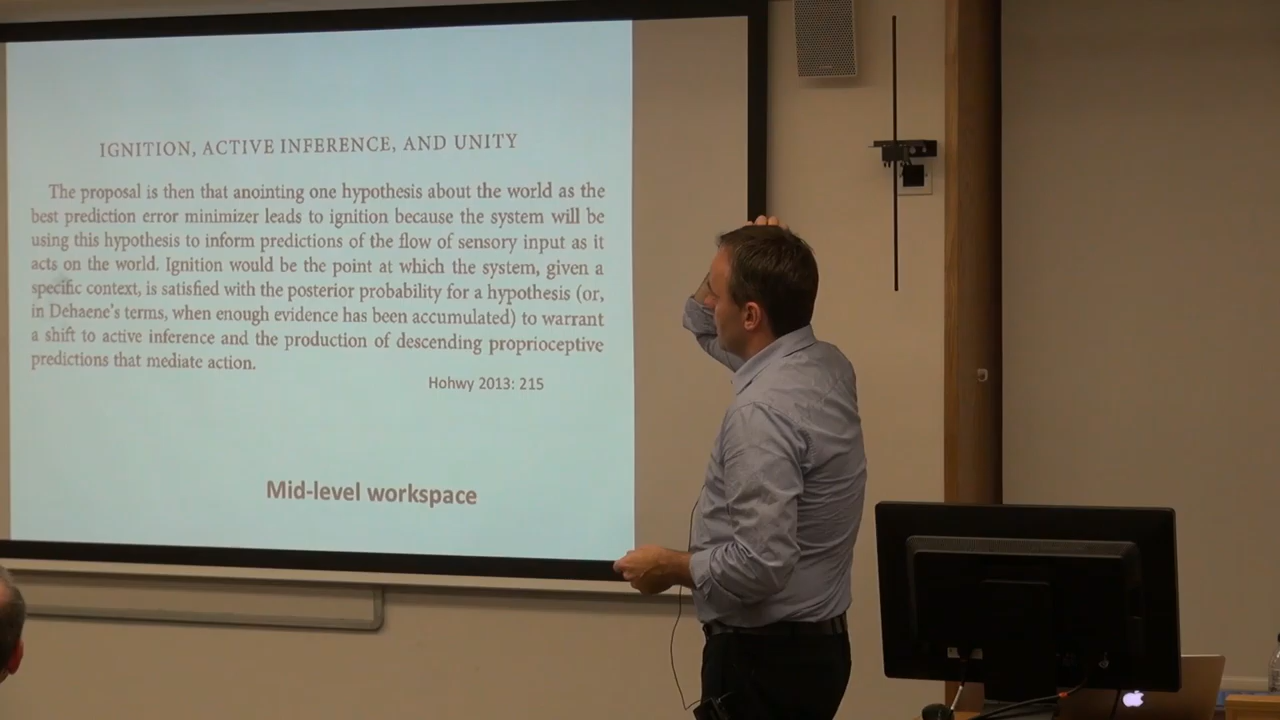 IGNITION, ACTIVE INFERENCE, AND UNITY
The proposal is then that anointing one hypothesis about the world as the
best prediction error minimizer leads to ignition because the system will be
using this hypothesis to inform predictions of the flow of sensory input as it
acts on the world. Ignition would be the point at which the system, given a
specific context, is satisfied with the posterior probability for a hypothesis (or,
in Dehaene's terms, when enough evidence has been accumulated) to warrant
a shift to active inference and the production of descending proprioceptive
predictions that mediate action.
Hohwy 2013: 215
Mid-level workspace